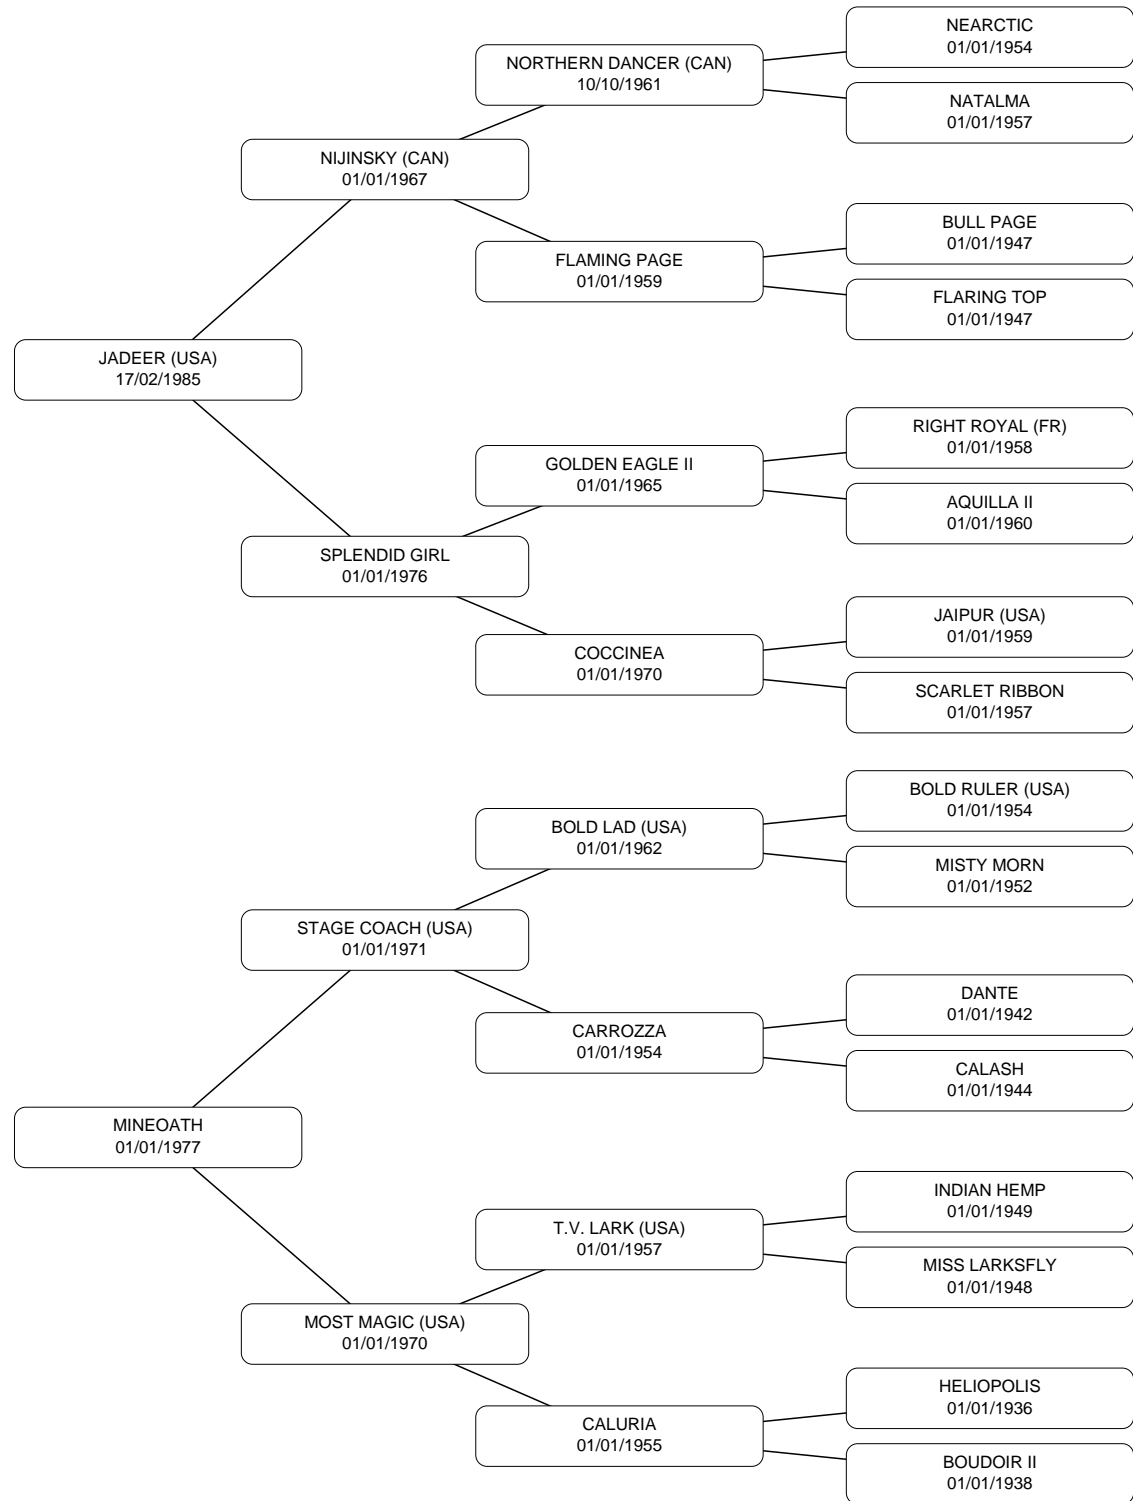 NEARCTIC
01/01/1954
NORTHERN DANCER (CAN)
10/10/1961
NATALMA
01/01/1957
NIJINSKY (CAN)
01/01/1967
BULL PAGE
01/01/1947
FLAMING PAGE
01/01/1959
FLARING TOP
01/01/1947
JADEER (USA)
17/02/1985
RIGHT ROYAL (FR)
01/01/1958
GOLDEN EAGLE II
01/01/1965
AQUILLA II
01/01/1960
SPLENDID GIRL
01/01/1976
JAIPUR (USA)
01/01/1959
COCCINEA
01/01/1970
SCARLET RIBBON
01/01/1957
BOLD RULER (USA)
01/01/1954
BOLD LAD (USA)
01/01/1962
MISTY MORN
01/01/1952
STAGE COACH (USA)
01/01/1971
DANTE
01/01/1942
CARROZZA
01/01/1954
CALASH
01/01/1944
MINEOATH
01/01/1977
INDIAN HEMP
01/01/1949
T.V. LARK (USA)
01/01/1957
MISS LARKSFLY
01/01/1948
MOST MAGIC (USA)
01/01/1970
HELIOPOLIS
01/01/1936
CALURIA
01/01/1955
BOUDOIR II
01/01/1938